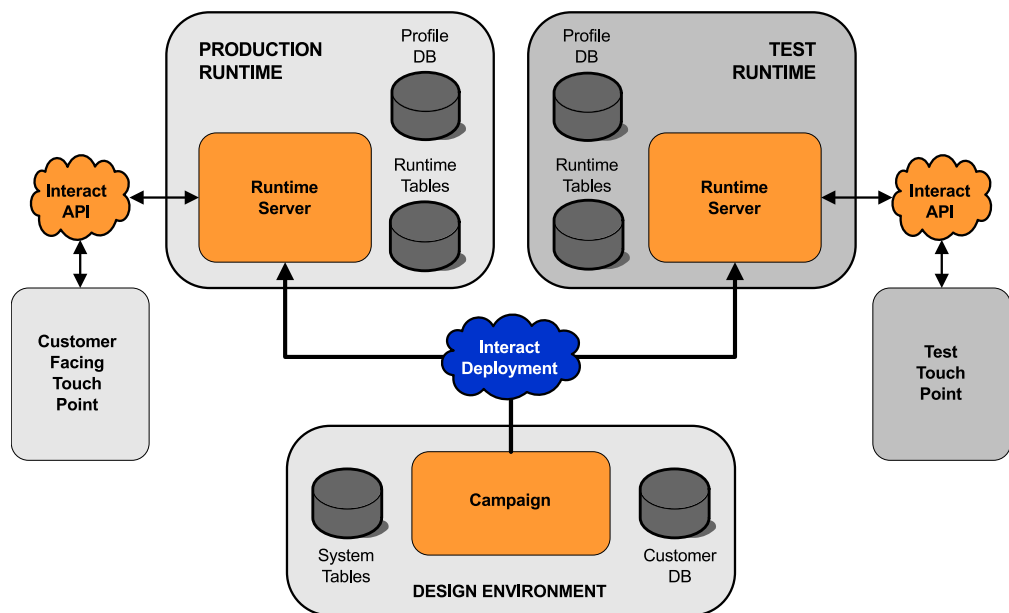 PRODUCTION
RUNTIME
Profile
DB
Runtime
Tables
Runtime
Server
Interact
API
Customer
Facing
Touch
Point
Profile
DB
TEST
RUNTIME
Runtime
Tables
Runtime
Server
Interact
API
Test
Touch
Point
Interact
Deployment
Campaign
System
Tables
Customer
DB
DESIGN ENVIRONMENT